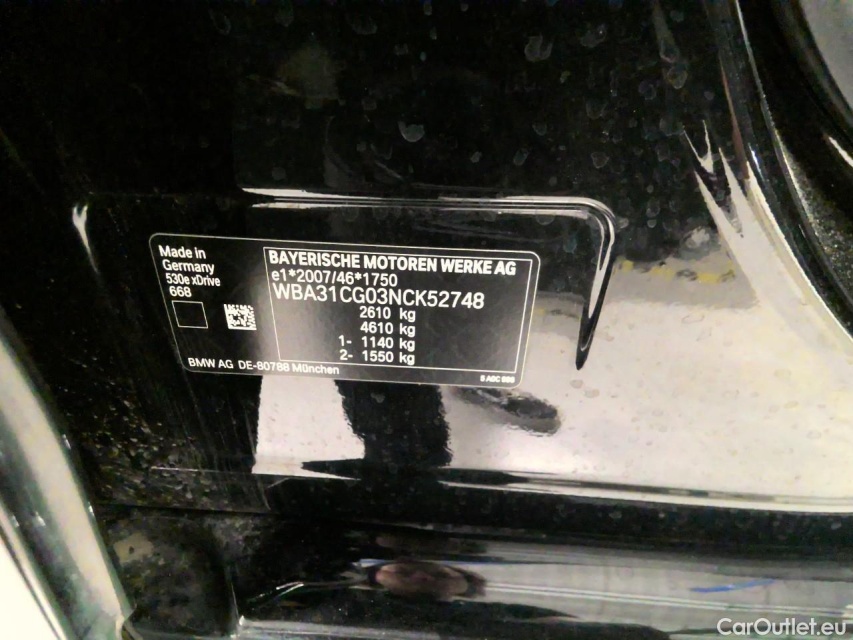 Made in
Germany
530e xDrive
668
BAYERISCHE MOTOREN WERKE AG
e1*2007/46*1750
WBA31CG03NCK52748
2610 kg
4610 kg
1- 1140 kg
2- 1550 kg
BMW AG DE-80788 München
CarOutlet.eu